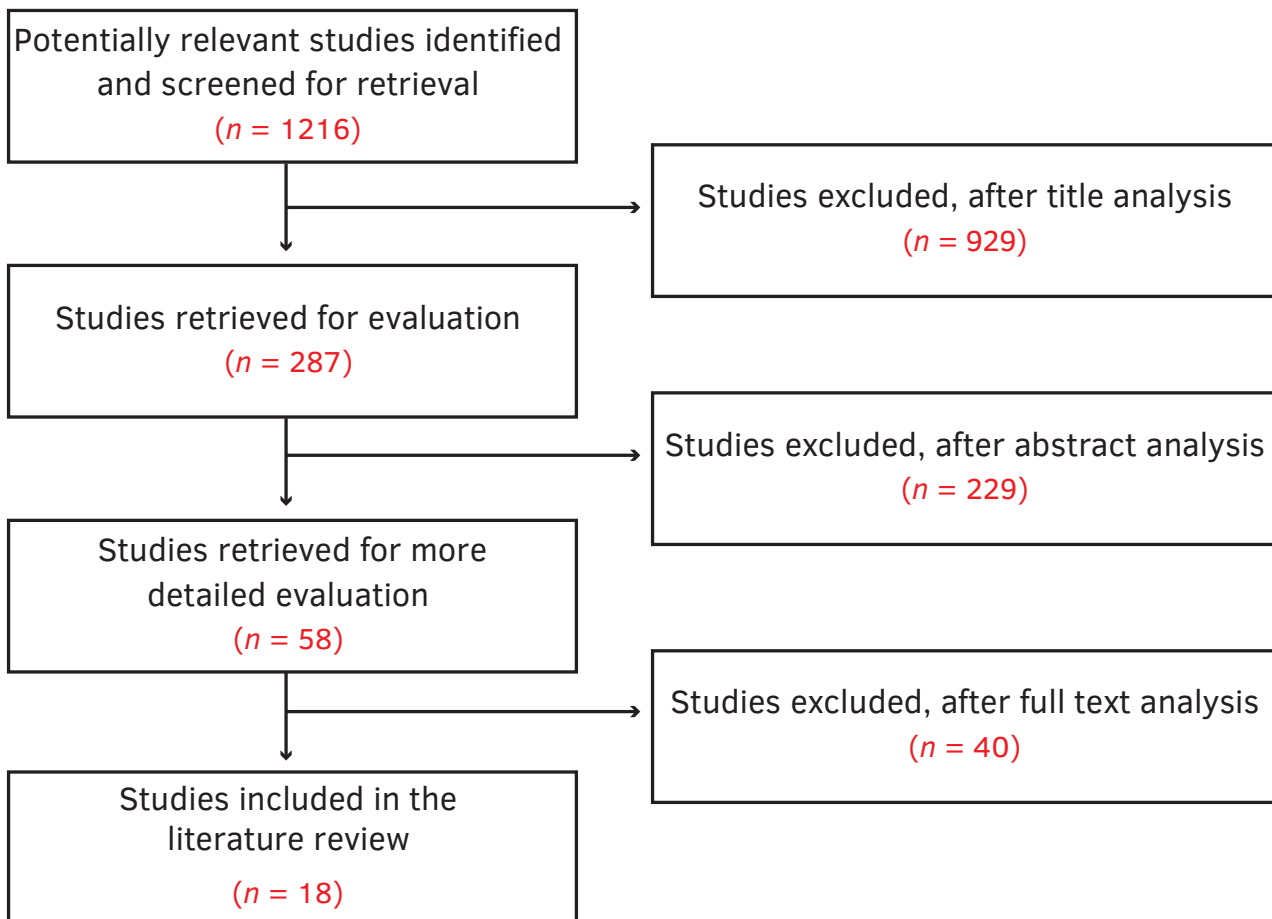 Potentially relevant studies identified
and screened for retrieval
(n = 1216)
Studies excluded, after title analysis
(n = 929)
Studies retrieved for evaluation
(n = 287)
Studies excluded, after abstract analysis
(n = 229)
Studies retrieved for more
detailed evaluation
(n = 58)
Studies excluded, after full text analysis
(n = 40)
Studies included in the
literature review
(n = 18)